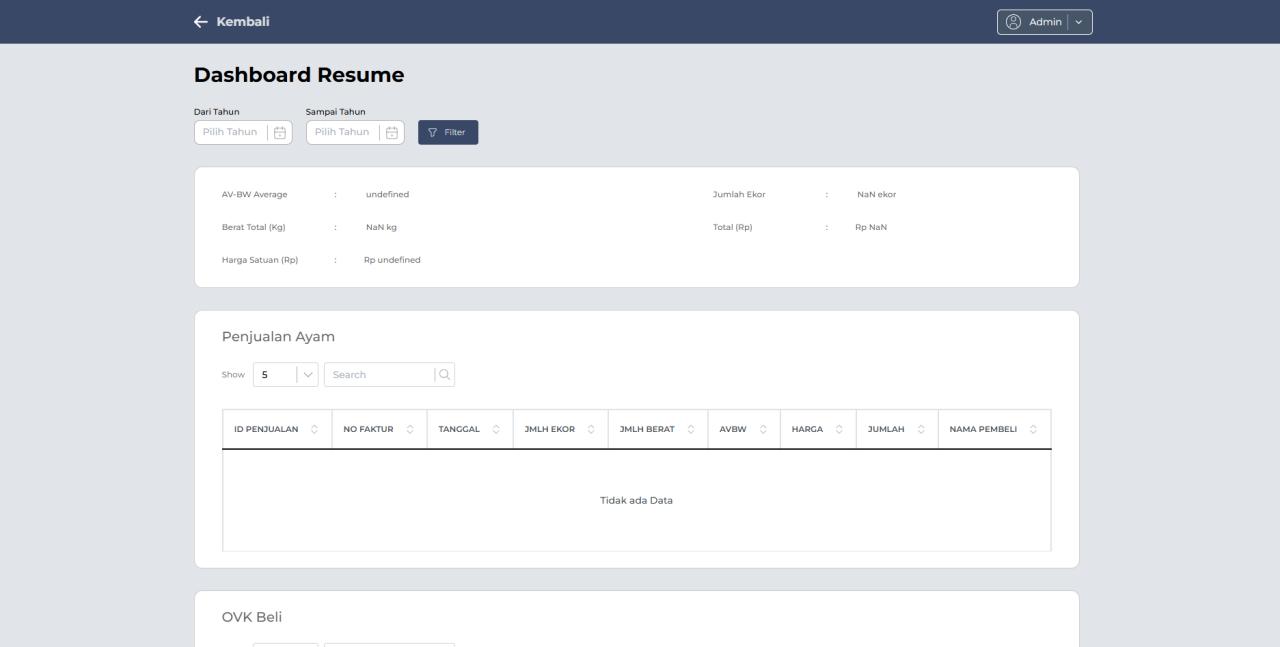 Kembali
Admin
Dashboard Resume
Dari Tahun Sampai Tahun
Pilih Tahun Pilih Tahun Filter
AV-BW Average : undefined Jumlah Ekor : NaN ekor
Berat Total (Kg) : NaN kg Total (Rp) : Rp NaN
Harga Satuan (Rp) : Rp undefined
Penjualan Ayam
Show 5 Search
ID PENJUALAN NO FAKTUR TANGGAL JMLH EKOR JMLH BERAT AVBW HARGA JUMLAH NAMA PEMBELI
Tidak ada Data
OVK Beli